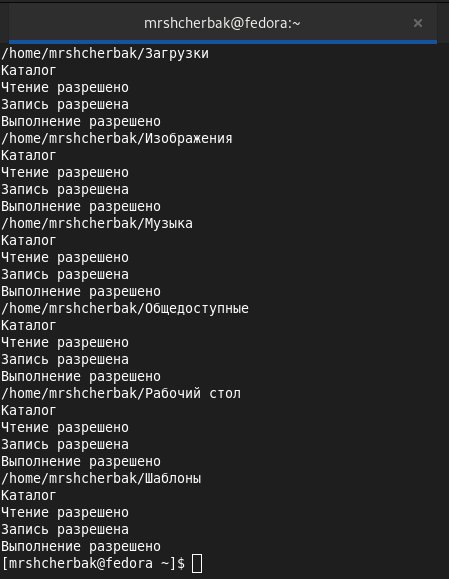 mrshcherbak@fedora:~
/home/mrshcherbak/Загрузки
Каталог
Чтение разрешено
Запись разрешена
Выполнение разрешено
/home/mrshcherbak/Изображения
Каталог
Чтение разрешено
Запись разрешена
Выполнение разрешено
/home/mrshcherbak/Музыка
Каталог
Чтение разрешено
Запись разрешена
Выполнение разрешено
/home/mrshcherbak/Общедоступные
Каталог
Чтение разрешено
Запись разрешена
Выполнение разрешено
/home/mrshcherbak/Рабочий стол
Каталог
Чтение разрешено
Запись разрешена
Выполнение разрешено
/home/mrshcherbak/Шаблоны
Каталог
Чтение разрешено
Запись разрешена
Выполнение разрешено
[mrshcherbak@fedora ~]$